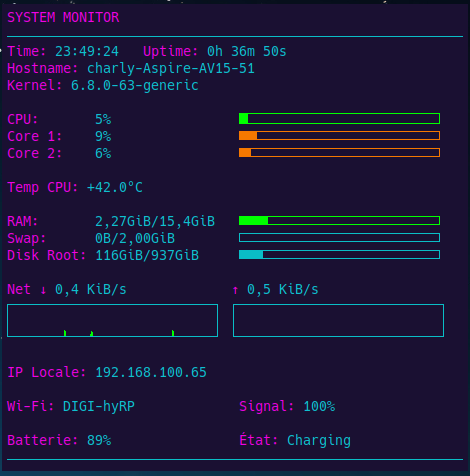 SYSTEM MONITOR
Time: 23:49:24 Uptime: 0h 36m 50s
Hostname: charly-Aspire-AV15-51
Kernel: 6.8.0-63-generic
CPU: 5%
Core 1: 9%
Core 2: 6%
Temp CPU: +42.0°C
RAM: 2,27GiB/15,4GiB
Swap: 0B/2,00GiB
Disk Root: 116GiB/937GiB
Net ↓ 0,4 KiB/s ↑ 0,5 KiB/s
IP Locale: 192.168.100.65
Wi-Fi: DIGI-hyRP Signal: 100%
Batterie: 89% État: Charging